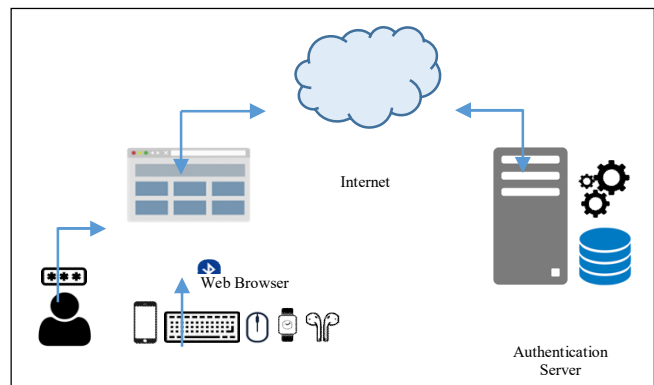 Internet
***
Web Browser
Authentication
Server